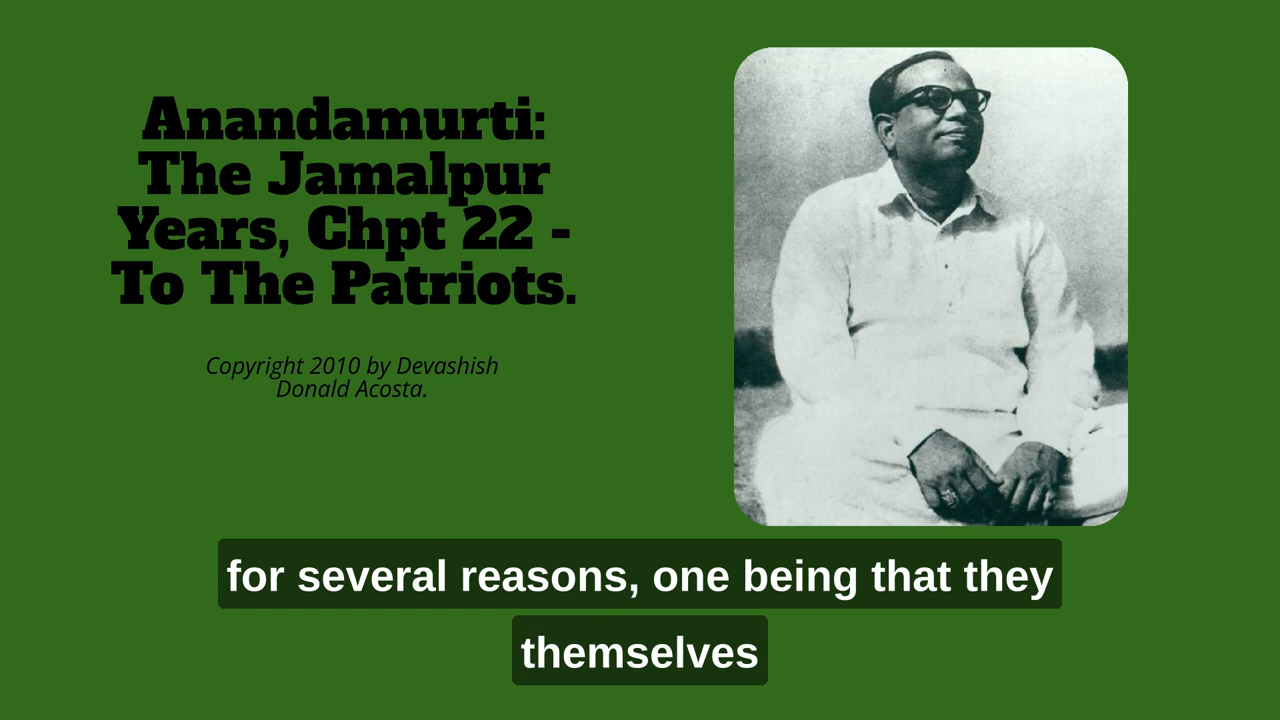 Anandamurti:
The Jamalpur
Years, Chpt 22 -
To The Patriots.
Copyright 2010 by Devashish
Donald Acosta.
for several reasons, one being that they
themselves